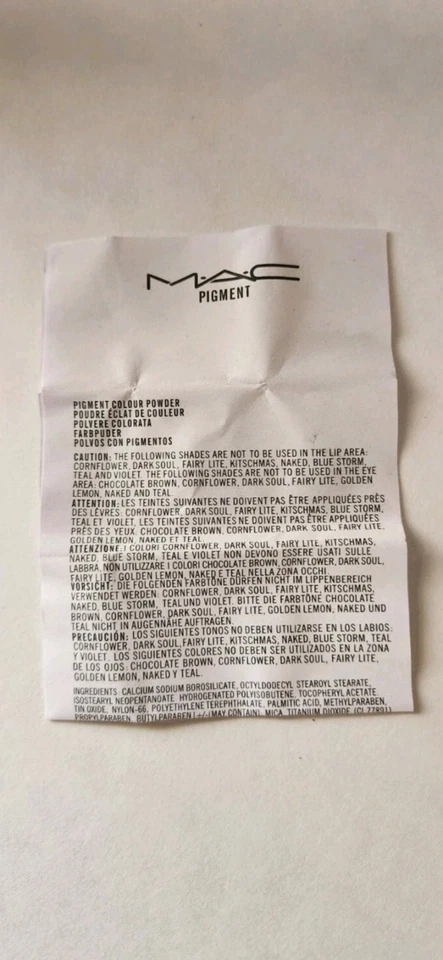 M·A·C
PIGMENT
PIGMENT COLOUR POWDER
POUDRE ÉCLAT DE COULEUR
POLVERE COLORATA
FARBPUDER
POLVOS CON PIGMENTOS
CAUTION: THE FOLLOWING SHADES ARE NOT TO BE USED IN THE LIP AREA:
CORNFLOWER, DARK SOUL, FAIRY LITE, KITSCHMAS, NAKED, BLUE STORM,
TEAL AND VIOLET. THE FOLLOWING SHADES ARE NOT TO BE USED IN THE EYE
AREA: CHOCOLATE BROWN, CORNFLOWER, DARK SOUL, FAIRY LITE, GOLDEN
LEMON, NAKED AND TEAL.
ATTENTION: LES TEINTES SUIVANTES NE DOIVENT PAS ÊTRE APPLIQUÉES PRÈS
DES LÈVRES: CORNFLOWER, DARK SOUL, FAIRY LITE, KITSCHMAS, NAKED, BLUE STORM,
TEAL ET VIOLET. LES TEINTES SUIVANTES NE DOIVENT PAS ÊTRE APPLIQUÉES
PRÈS DES YEUX: CHOCOLATE BROWN, CORNFLOWER, DARK SOUL, FAIRY LITE,
GOLDEN LEMON, NAKED ET TEAL.
ATTENZIONE: I COLORI CORNFLOWER, DARK SOUL, FAIRY LITE, KITSCHMAS,
NAKED, BLUE STORM, TEAL E VIOLET NON DEVONO ESSERE USATI SULLE
LABBRA. NON UTILIZZARE I COLORI CHOCOLATE BROWN, CORNFLOWER, DARK SOUL,
FAIRY LITE, GOLDEN LEMON, NAKED E TEAL NELLA ZONA OCCHI.
VORSICHT: DIE FOLGENDEN FARBTÖNE DÜRFEN NICHT IM LIPPENBEREICH
VERWENDET WERDEN: CORNFLOWER, DARK SOUL, FAIRY LITE, KITSCHMAS,
NAKED, BLUE STORM, TEAL UND VIOLET. BITTE DIE FARBTÖNE CHOCOLATE
BROWN, CORNFLOWER, DARK SOUL, FAIRY LITE, GOLDEN LEMON, NAKED UND
TEAL NICHT IN AUGENNÄHE AUFTRAGEN.
PRECAUCIÓN: LOS SIGUIENTES TONOS NO DEBEN UTILIZARSE EN LOS LABIOS:
CORNFLOWER, DARK SOUL, FAIRY LITE, KITSCHMAS, NAKED, BLUE STORM, TEAL
Y VIOLET. LOS SIGUIENTES COLORES NO DEBEN SER UTILIZADOS EN LA ZONA
DE LOS OJOS: CHOCOLATE BROWN, CORNFLOWER, DARK SOUL, FAIRY LITE,
GOLDEN LEMON, NAKED Y TEAL.
INGREDIENTS: CALCIUM SODIUM BOROSILICATE, OCTYLDODECYL STEAROYL STEARATE,
ISOSTEARYL NEOPENTANOATE, HYDROGENATED POLYISOBUTENE, TOCOPHERYL ACETATE,
TIN OXIDE, NYLON-66, POLYETHYLENE TEREPHTHALATE, PALMITIC ACID, METHYLPARABEN,
PROPYLPARABEN, BUTYLPARABEN [+/-(MAY CONTAIN), MICA, TITANIUM DIOXIDE (CI 77891)